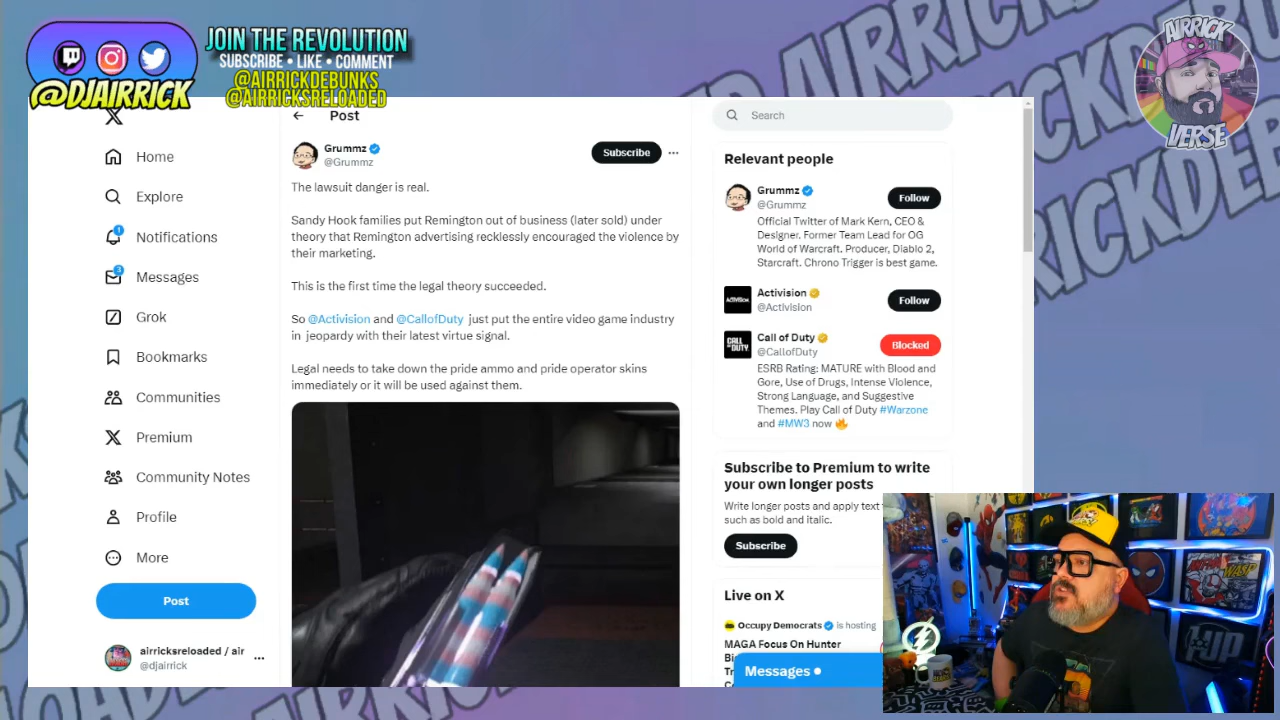 JOIN THE REVOLUTION
SUBSCRIBE • LIKE • COMMENT
@AIRRICKDEBUNKS
@AIRRICKSRELOADED
@DJAIRRICK
AIRRICK
VERSE
Home
Explore
1
Notifications
3
Messages
Grok
Bookmarks
Communities
Premium
Community Notes
Profile
More
Post
airricksreloaded / air
@djairrick
Post
Grummz
@Grummz
Subscribe
The lawsuit danger is real.
Sandy Hook families put Remington out of business (later sold) under
theory that Remington advertising recklessly encouraged the violence by
their marketing.
This is the first time the legal theory succeeded.
So @Activision and @CallofDuty just put the entire video game industry
in jeopardy with their latest virtue signal.
Legal needs to take down the pride ammo and pride operator skins
immediately or it will be used against them.
Search
Relevant people
Grummz
@Grummz
Follow
Official Twitter of Mark Kern, CEO &
Designer. Former Team Lead for OG
World of Warcraft. Producer, Diablo 2,
Starcraft. Chrono Trigger is best game.
ACTIVISION
Activision
@Activision
Follow
CALL OF DUTY
Call of Duty
@CallofDuty
Blocked
ESRB Rating: MATURE with Blood and
Gore, Use of Drugs, Intense Violence,
Strong Language, and Suggestive
Themes. Play Call of Duty #Warzone
and #MW3 now
Subscribe to Premium to write
your own longer posts
Write longer posts and apply text
such as bold and italic.
Subscribe
Live on X
Occupy Democrats is hosting
MAGA Focus On Hunter
Messages
WASP